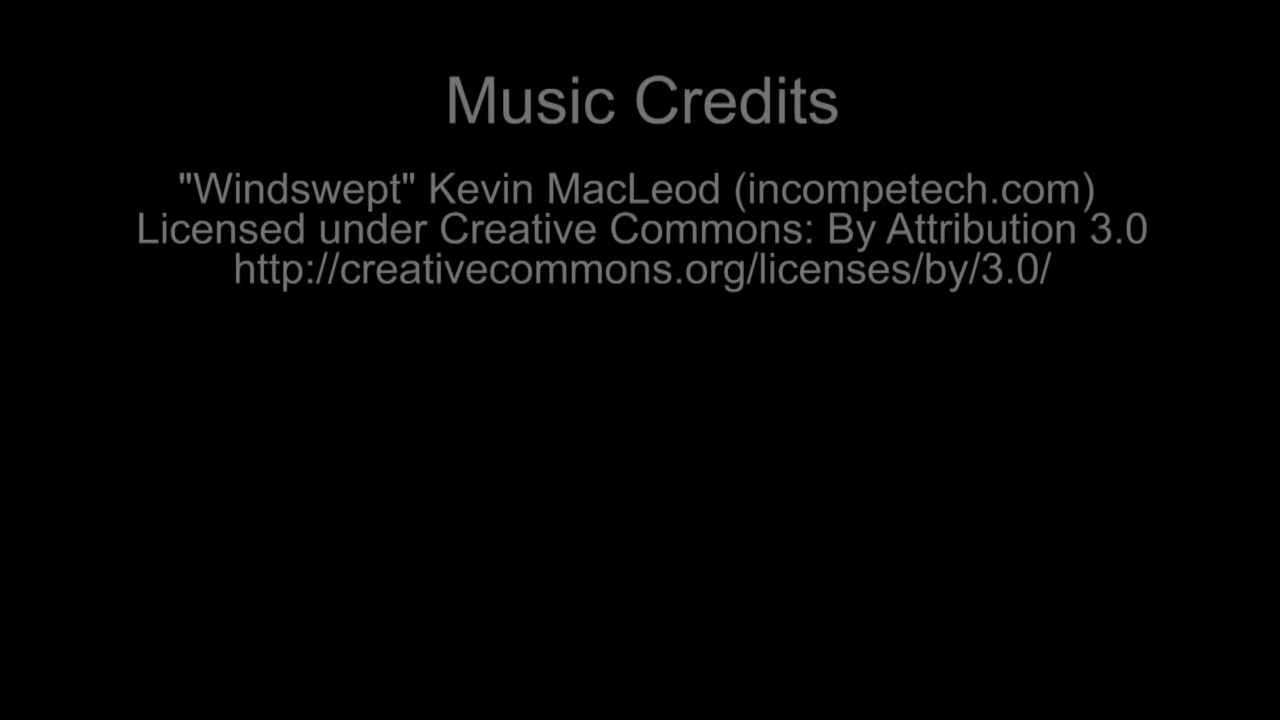 Music Credits
"Windswept" Kevin MacLeod (incompetech.com)
Licensed under Creative Commons: By Attribution 3.0
http://creativecommons.org/licenses/by/3.0/